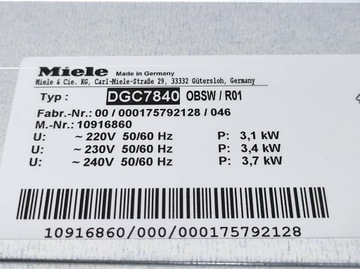 Miele Made in Germany
Miele & Cie. KG, Carl-Miele-Straße 29, 33332 Gütersloh, Germany
Typ : DGC7840 OBSW / R01
Fabr.-Nr.: 00 / 000175792128 / 046
M.-Nr.: 10916860
U: ~ 220V 50/60 Hz P: 3,1 kW
U: ~ 230V 50/60 Hz P: 3,4 kW
U: ~ 240V 50/60 Hz P: 3,7 kW
10916860/000/000175792128